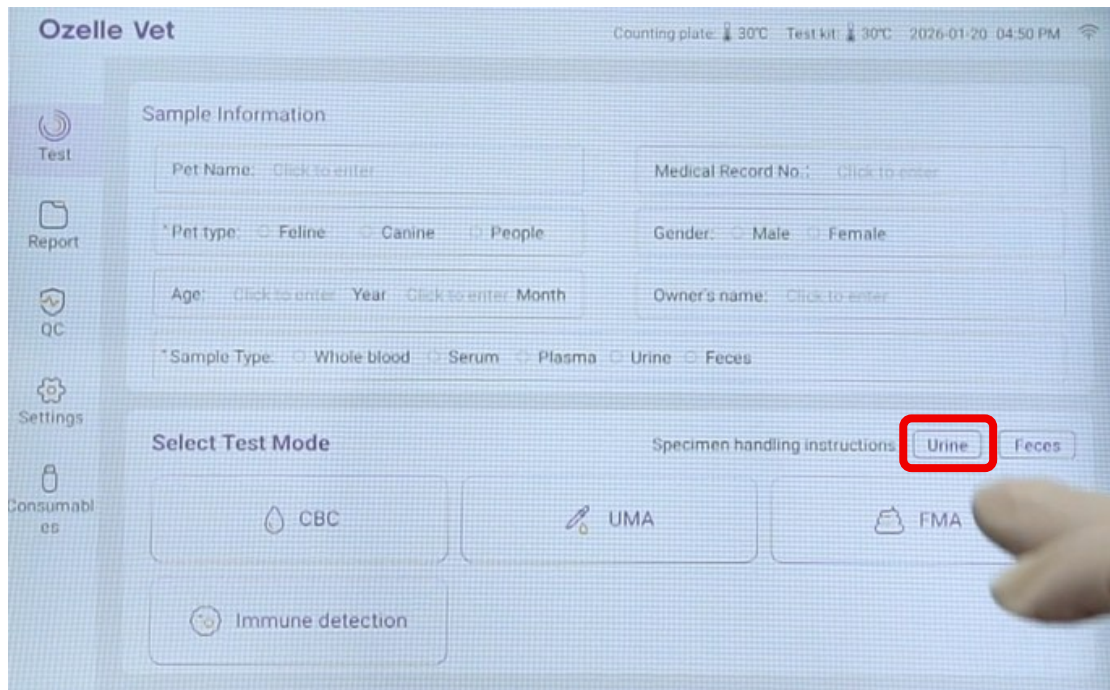 Ozelle Vet
Counting plate: 30℃ Test kit: 30℃ 2026-01-20 04:50 PM
Test
Report
QC
Settings
Consumabl
es
Sample Information
Pet Name: Click to enter
Medical Record No.: Click to enter
*Pet type: Feline Canine People
Gender: Male Female
Age: Click to enter Year Click to enter Month
Owner's name: Click to enter
*Sample Type: Whole blood Serum Plasma Urine Feces
Select Test Mode
Specimen handling instructions Urine Feces
CBC
UMA
FMA
Immune detection